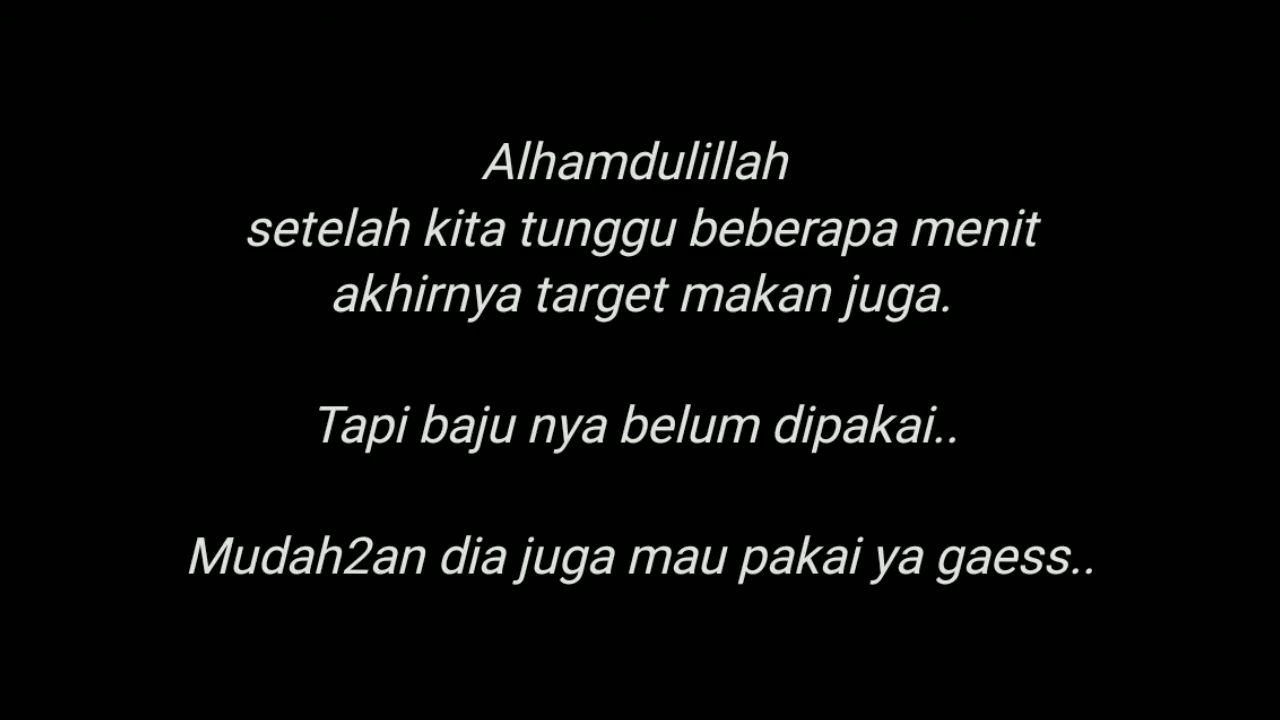 Alhamdulillah
setelah kita tunggu beberapa menit
akhirnya target makan juga.
Tapi baju nya belum dipakai..
Mudah2an dia juga mau pakai ya gaess..